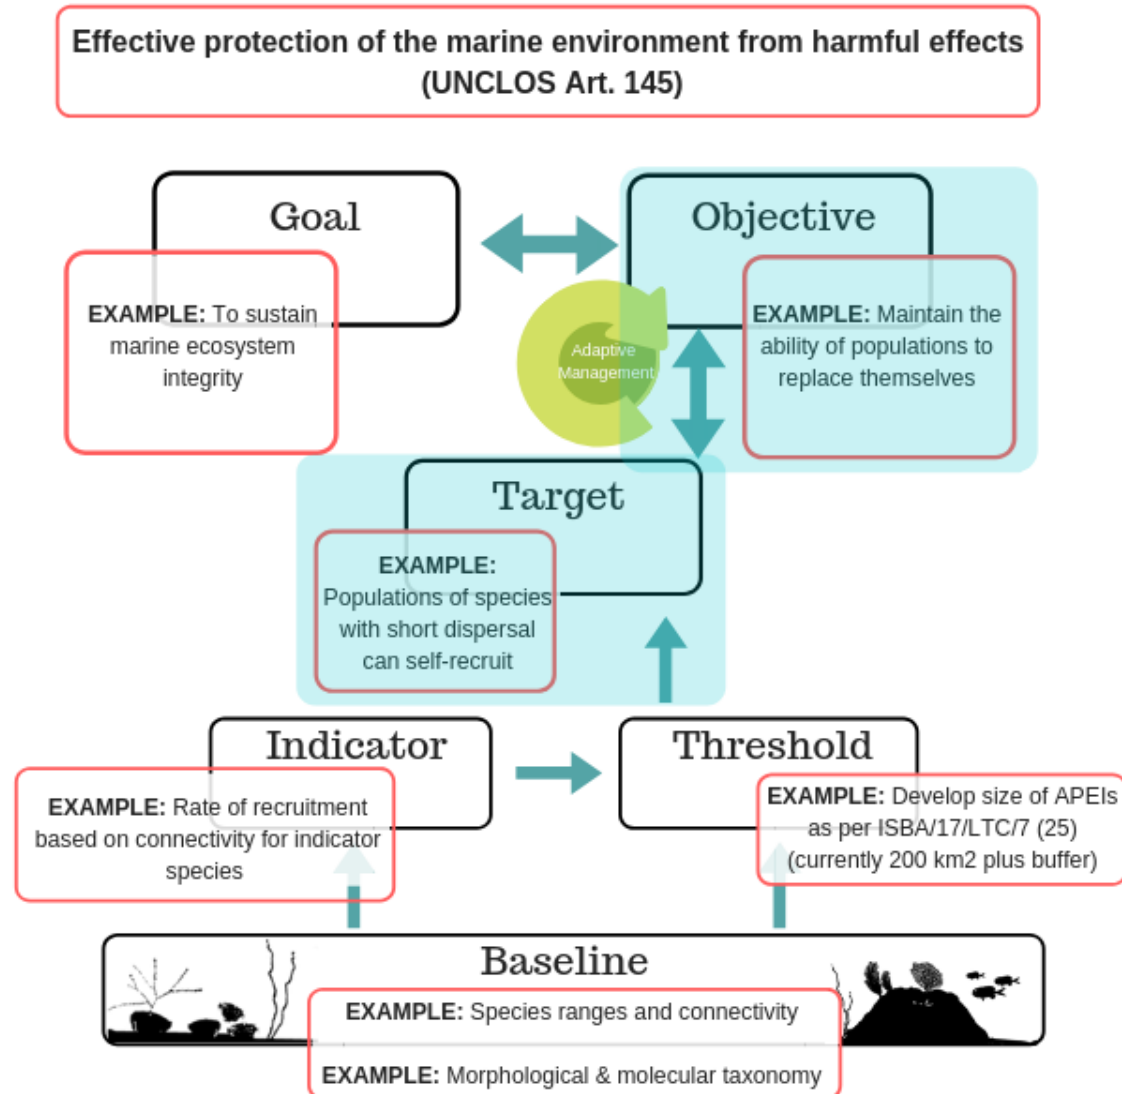 Effective protection of the marine environment from harmful effects
(UNCLOS Art. 145)
Goal
EXAMPLE: To sustain
marine ecosystem
integrity
Objective
EXAMPLE: Maintain the
ability of populations to
replace themselves
Adaptive
Management
Target
EXAMPLE:
Populations of species
with short dispersal
can self-recruit
Indicator
EXAMPLE: Rate of recruitment
based on connectivity for indicator
species
Threshold
EXAMPLE: Develop size of APEIs
as per ISBA/17/LTC/7 (25)
(currently 200 km2 plus buffer)
Baseline
EXAMPLE: Species ranges and connectivity
EXAMPLE: Morphological & molecular taxonomy